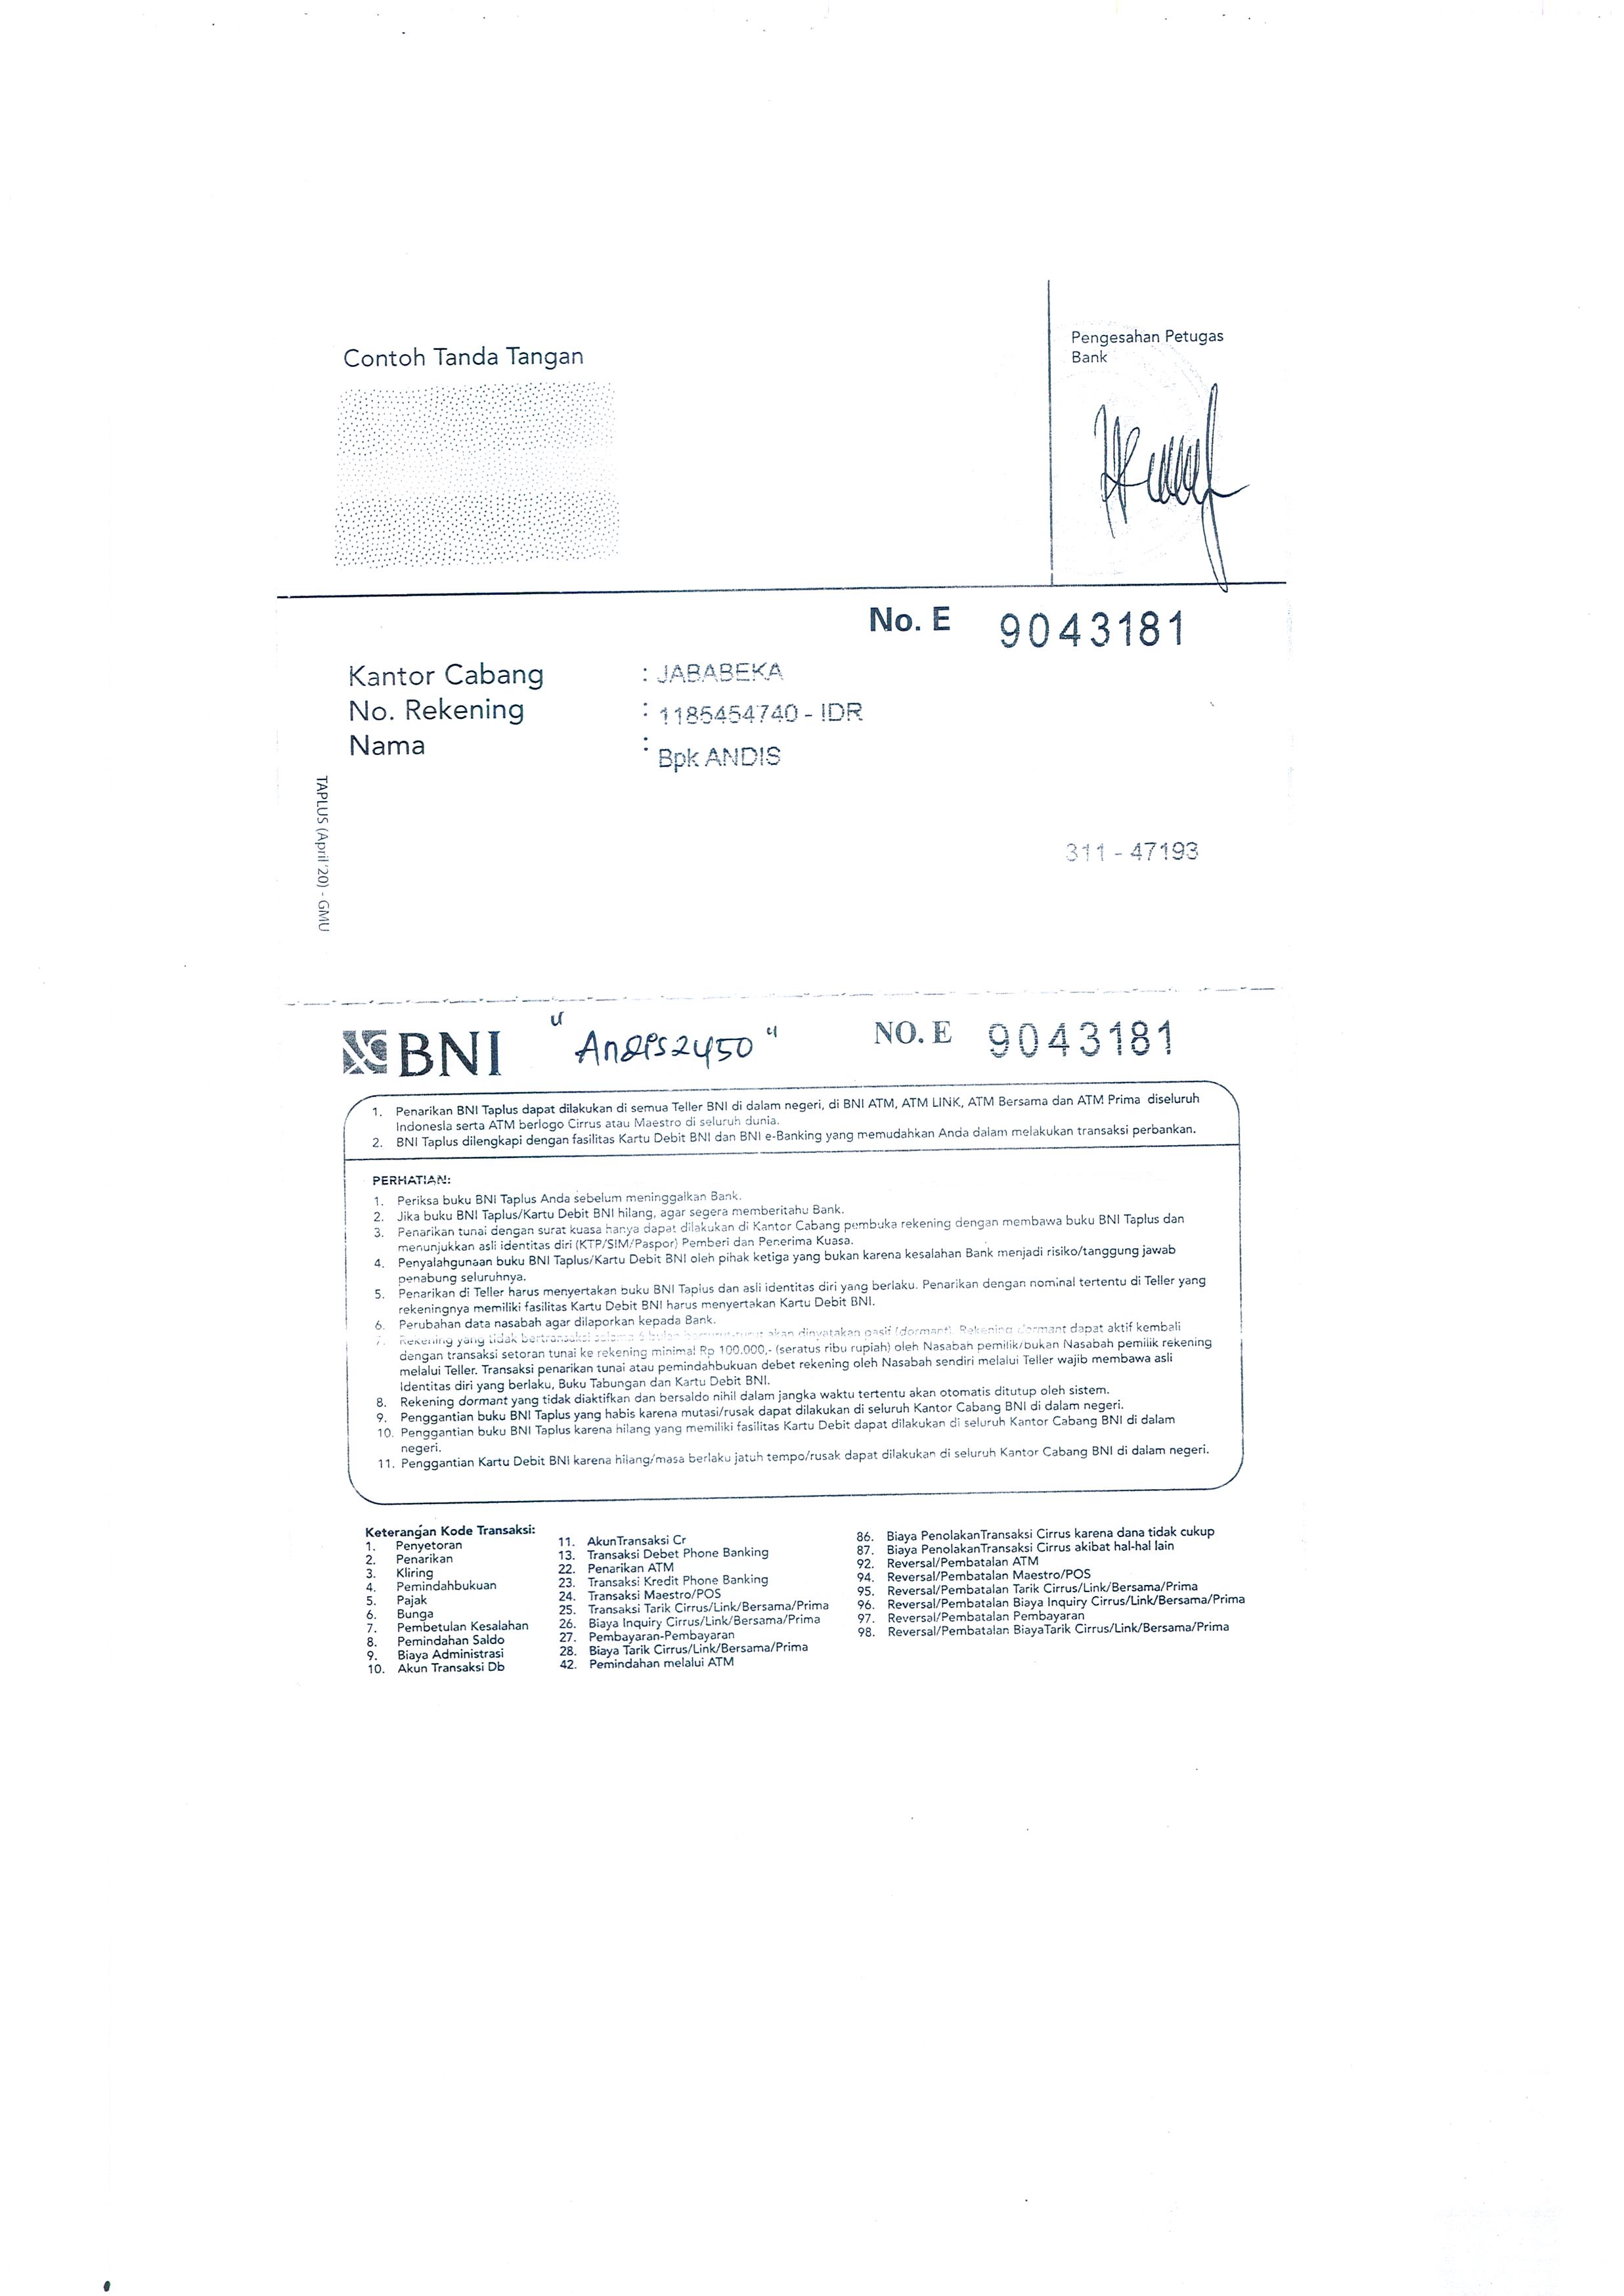 Contoh Tanda Tangan
Pengesahan Petugas
Bank
No. E 9043181
Kantor Cabang : JABABEKA
No. Rekening : 1185454740 - IDR
Nama : Bpk ANDIS
TAPLUS (April'20) - GMU
311 - 47193
BNI "Andis2450" NO. E 9043181
1. Penarikan BNI Taplus dapat dilakukan di semua Teller BNI di dalam negeri, di BNI ATM, ATM LINK, ATM Bersama dan ATM Prima diseluruh
Indonesia serta ATM berlogo Cirrus atau Maestro di seluruh dunia.
2. BNI Taplus dilengkapi dengan fasilitas Kartu Debit BNI dan BNI e-Banking yang memudahkan Anda dalam melakukan transaksi perbankan.
PERHATIAN:
1. Periksa buku BNI Taplus Anda sebelum meninggalkan Bank.
2. Jika buku BNI Taplus/Kartu Debit BNI hilang, agar segera memberitahu Bank.
3. Penarikan tunai dengan surat kuasa hanya dapat dilakukan di Kantor Cabang pembuka rekening dengan membawa buku BNI Taplus dan
menunjukkan asli identitas diri (KTP/SIM/Paspor) Pemberi dan Penerima Kuasa.
4. Penyalahgunaan buku BNI Taplus/Kartu Debit BNI oleh pihak ketiga yang bukan karena kesalahan Bank menjadi risiko/tanggung jawab
penabung seluruhnya.
5. Penarikan di Teller harus menyertakan buku BNI Taplus dan asli identitas diri yang berlaku. Penarikan dengan nominal tertentu di Teller yang
rekeningnya memiliki fasilitas Kartu Debit BNI harus menyertakan Kartu Debit BNI.
6. Perubahan data nasabah agar dilaporkan kepada Bank.
7. Rekening yang tidak bertransaksi selama 6 bulan berturut-turut akan dinyatakan pasif (dormant). Rekening dormant dapat aktif kembali
dengan transaksi setoran tunai ke rekening minimal Rp 100.000,- (seratus ribu rupiah) oleh Nasabah pemilik/bukan Nasabah pemilik rekening
melalui Teller. Transaksi penarikan tunai atau pemindahbukuan debet rekening oleh Nasabah sendiri melalui Teller wajib membawa asli
Identitas diri yang berlaku, Buku Tabungan dan Kartu Debit BNI.
8. Rekening dormant yang tidak diaktifkan dan bersaldo nihil dalam jangka waktu tertentu akan otomatis ditutup oleh sistem.
9. Penggantian buku BNI Taplus yang habis karena mutasi/rusak dapat dilakukan di seluruh Kantor Cabang BNI di dalam negeri.
10. Penggantian buku BNI Taplus karena hilang yang memiliki fasilitas Kartu Debit dapat dilakukan di seluruh Kantor Cabang BNI di dalam
negeri.
11. Penggantian Kartu Debit BNI karena hilang/masa berlaku jatuh tempo/rusak dapat dilakukan di seluruh Kantor Cabang BNI di dalam negeri.
Keterangan Kode Transaksi:
1. Penyetoran
2. Penarikan
3. Kliring
4. Pemindahbukuan
5. Pajak
6. Bunga
7. Pembetulan Kesalahan
8. Pemindahan Saldo
9. Biaya Administrasi
10. Akun Transaksi Db
11. AkunTransaksi Cr
13. Transaksi Debet Phone Banking
22. Penarikan ATM
23. Transaksi Kredit Phone Banking
24. Transaksi Maestro/POS
25. Transaksi Tarik Cirrus/Link/Bersama/Prima
26. Biaya Inquiry Cirrus/Link/Bersama/Prima
27. Pembayaran-Pembayaran
28. Biaya Tarik Cirrus/Link/Bersama/Prima
42. Pemindahan melalui ATM
86. Biaya PenolakanTransaksi Cirrus karena dana tidak cukup
87. Biaya PenolakanTransaksi Cirrus akibat hal-hal lain
92. Reversal/Pembatalan ATM
94. Reversal/Pembatalan Maestro/POS
95. Reversal/Pembatalan Tarik Cirrus/Link/Bersama/Prima
96. Reversal/Pembatalan Biaya Inquiry Cirrus/Link/Bersama/Prima
97. Reversal/Pembatalan Pembayaran
98. Reversal/Pembatalan BiayaTarik Cirrus/Link/Bersama/Prima